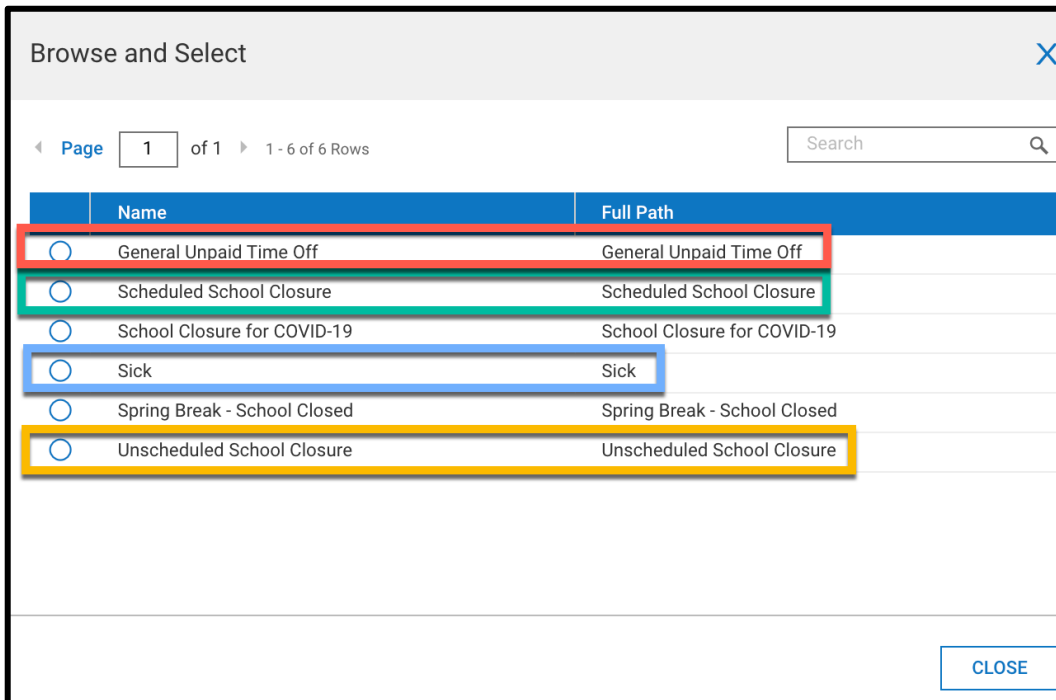 Browse and Select X
Page 1 of 1 1 - 6 of 6 Rows Search
Name Full Path
General Unpaid Time Off General Unpaid Time Off
Scheduled School Closure Scheduled School Closure
School Closure for COVID-19 School Closure for COVID-19
Sick Sick
Spring Break - School Closed Spring Break - School Closed
Unscheduled School Closure Unscheduled School Closure
CLOSE